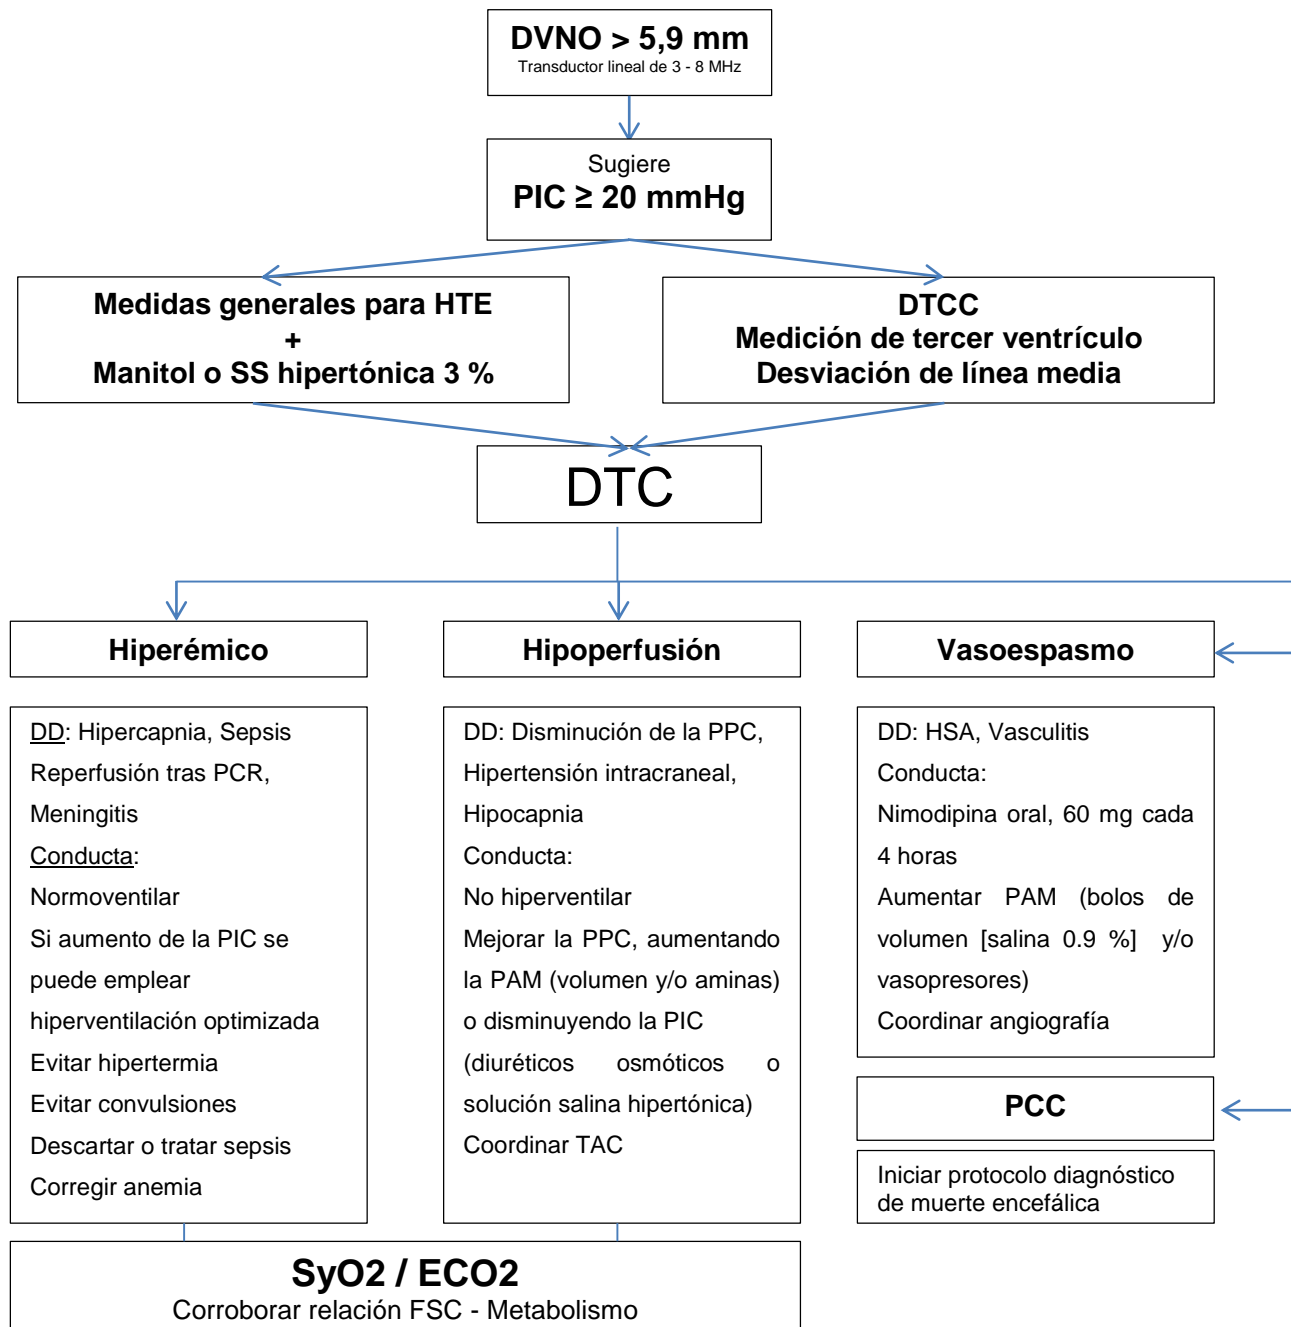 DVNO > 5,9 mm
Transductor lineal de 3 - 8 MHz
Sugiere
PIC ≥ 20 mmHg
Medidas generales para HTE
+
Manitol o SS hipertónica 3 %
DTCC
Medición de tercer ventrículo
Desviación de línea media
DTC
Hiperémico
DD: Hipercapnia, Sepsis
Reperfusión tras PCR,
Meningitis
Conducta:
Normoventilar
Si aumento de la PIC se
puede emplear
hiperventilación optimizada
Evitar hipertermia
Evitar convulsiones
Descartar o tratar sepsis
Corregir anemia
Hipoperfusión
DD: Disminución de la PPC,
Hipertensión intracraneal,
Hipocapnia
Conducta:
No hiperventilar
Mejorar la PPC, aumentando
la PAM (volumen y/o aminas)
o disminuyendo la PIC
(diuréticos osmóticos o
solución salina hipertónica)
Coordinar TAC
Vasoespasmo
DD: HSA, Vasculitis
Conducta:
Nimodipina oral, 60 mg cada
4 horas
Aumentar PAM (bolos de
volumen [salina 0.9 %] y/o
vasopresores)
Coordinar angiografía
PCC
Iniciar protocolo diagnóstico
de muerte encefálica
SyO2 / ECO2
Corroborar relación FSC - Metabolismo